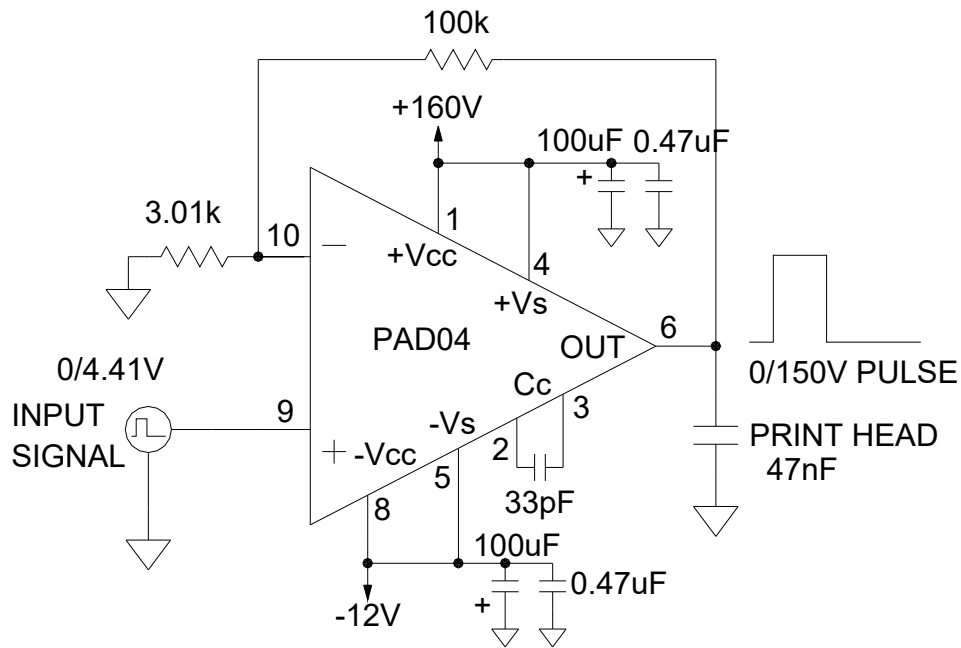 100k
+160V
100uF
0.47uF
+
3.01k
10
1
−
+Vcc
4
+Vs
PAD04
OUT
6
0/4.41V
INPUT
SIGNAL
9
Cc
3
-Vs
2
+
-Vcc
5
8
33pF
0/150V PULSE
PRINT HEAD
47nF
100uF
0.47uF
+
-12V